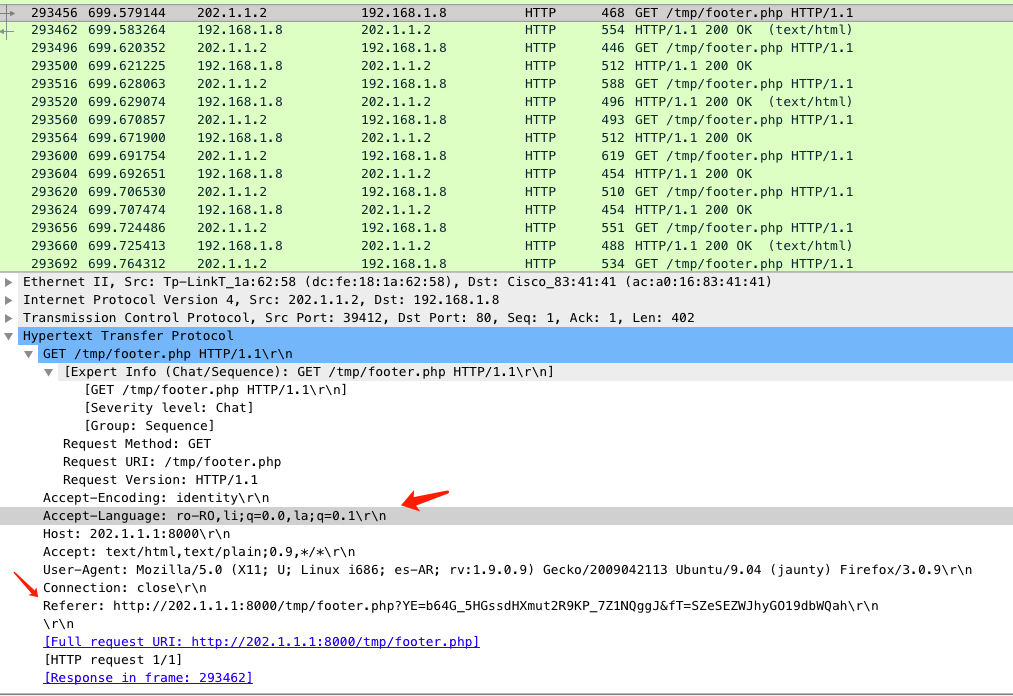 293456 699.579144 202.1.1.2 192.168.1.8 HTTP 468 GET /tmp/footer.php HTTP/1.1
293462 699.583264 192.168.1.8 202.1.1.2 HTTP 554 HTTP/1.1 200 OK (text/html)
293496 699.620352 202.1.1.2 192.168.1.8 HTTP 446 GET /tmp/footer.php HTTP/1.1
293500 699.621225 192.168.1.8 202.1.1.2 HTTP 512 HTTP/1.1 200 OK
293516 699.628063 202.1.1.2 192.168.1.8 HTTP 588 GET /tmp/footer.php HTTP/1.1
293520 699.629074 192.168.1.8 202.1.1.2 HTTP 496 HTTP/1.1 200 OK (text/html)
293560 699.670857 202.1.1.2 192.168.1.8 HTTP 493 GET /tmp/footer.php HTTP/1.1
293564 699.671900 192.168.1.8 202.1.1.2 HTTP 512 HTTP/1.1 200 OK
293600 699.691754 202.1.1.2 192.168.1.8 HTTP 619 GET /tmp/footer.php HTTP/1.1
293604 699.692651 192.168.1.8 202.1.1.2 HTTP 454 HTTP/1.1 200 OK
293620 699.706530 202.1.1.2 192.168.1.8 HTTP 510 GET /tmp/footer.php HTTP/1.1
293624 699.707474 192.168.1.8 202.1.1.2 HTTP 454 HTTP/1.1 200 OK
293656 699.724486 202.1.1.2 192.168.1.8 HTTP 551 GET /tmp/footer.php HTTP/1.1
293660 699.725413 192.168.1.8 202.1.1.2 HTTP 488 HTTP/1.1 200 OK (text/html)
293692 699.764312 202.1.1.2 192.168.1.8 HTTP 534 GET /tmp/footer.php HTTP/1.1
Ethernet II, Src: Tp-LinkT_1a:62:58 (dc:fe:18:1a:62:58), Dst: Cisco_83:41:41 (ac:a0:16:83:41:41)
Internet Protocol Version 4, Src: 202.1.1.2, Dst: 192.168.1.8
Transmission Control Protocol, Src Port: 39412, Dst Port: 80, Seq: 1, Ack: 1, Len: 402
Hypertext Transfer Protocol
GET /tmp/footer.php HTTP/1.1\r\n
[Expert Info (Chat/Sequence): GET /tmp/footer.php HTTP/1.1\r\n]
[GET /tmp/footer.php HTTP/1.1\r\n]
[Severity level: Chat]
[Group: Sequence]
Request Method: GET
Request URI: /tmp/footer.php
Request Version: HTTP/1.1
Accept-Encoding: identity\r\n
Accept-Language: ro-RO,li;q=0.0,la;q=0.1\r\n
Host: 202.1.1.1:8000\r\n
Accept: text/html,text/plain;0.9,*/*\r\n
User-Agent: Mozilla/5.0 (X11; U; Linux i686; es-AR; rv:1.9.0.9) Gecko/2009042113 Ubuntu/9.04 (jaunty) Firefox/3.0.9\r\n
Connection: close\r\n
Referer: http://202.1.1.1:8000/tmp/footer.php?YE=b64G_5HGssdHXmut2R9KP_7Z1NQggJ&fT=SZeSEZWJhyGO19dbWQah\r\n
\r\n
[Full request URI: http://202.1.1.1:8000/tmp/footer.php]
[HTTP request 1/1]
[Response in frame: 293462]